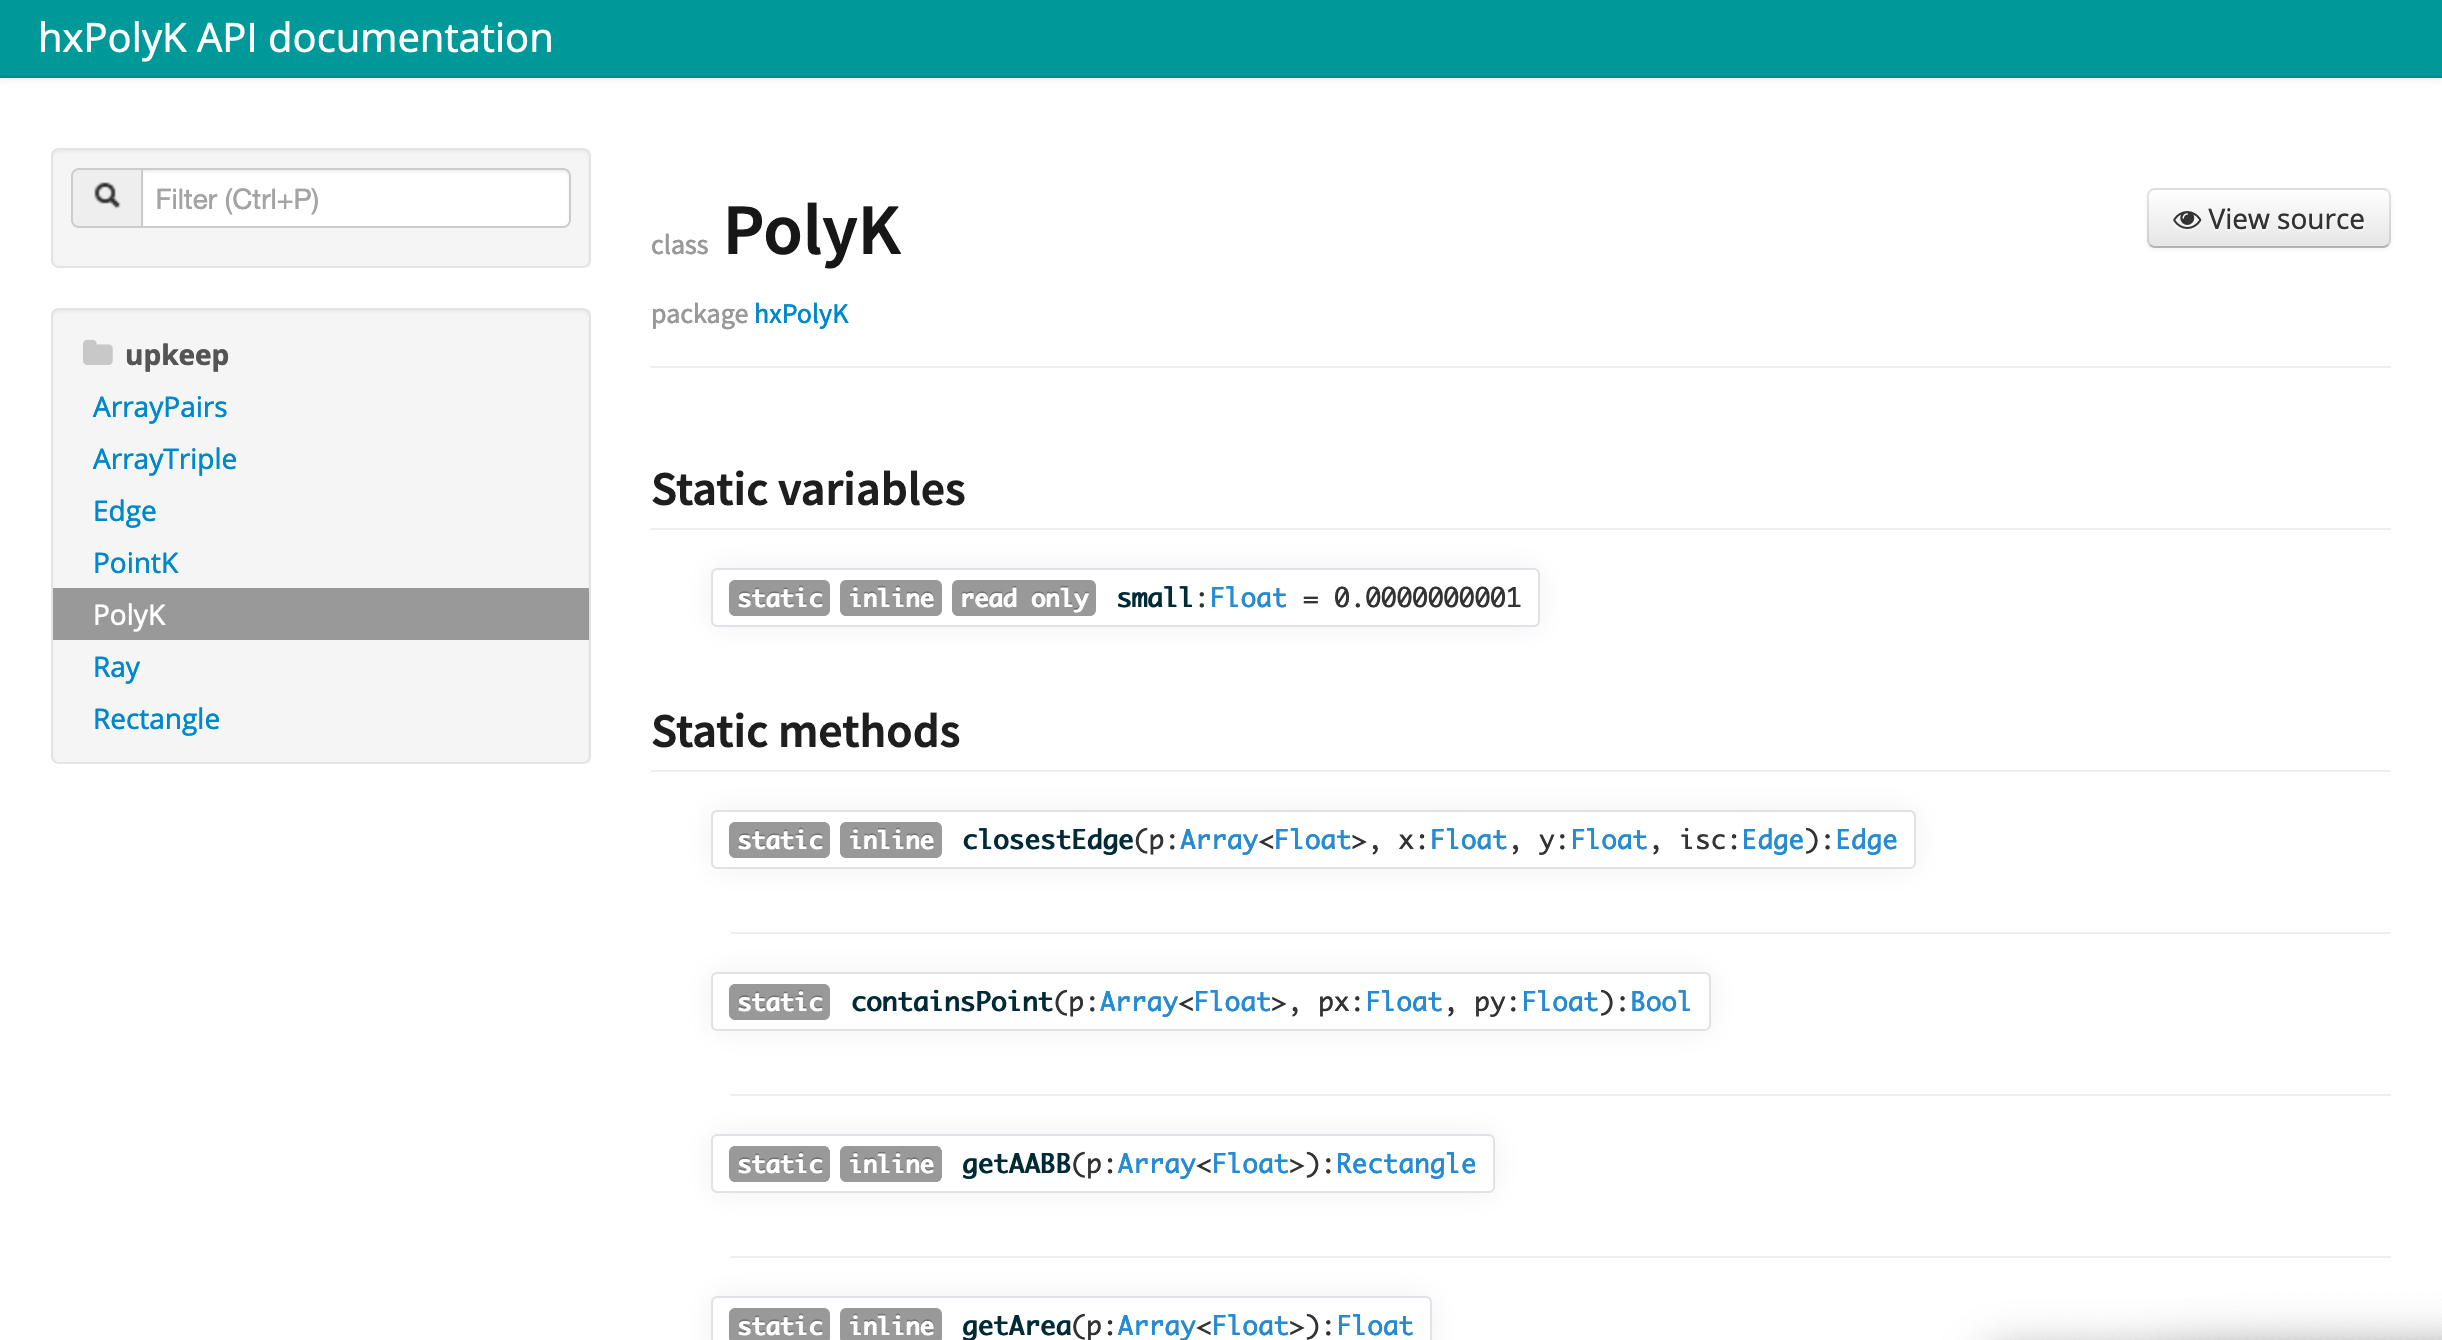 hxPolyK API documentation
Filter (Ctrl+P)
upkeep
ArrayPairs
ArrayTriple
Edge
PointK
PolyK
Ray
Rectangle
class PolyK
View source
package hxPolyK
Static variables
static inline read only small:Float = 0.0000000001
Static methods
static inline closestEdge(p:Array<Float>, x:Float, y:Float, isc:Edge):Edge
static containsPoint(p:Array<Float>, px:Float, py:Float):Bool
static inline getAABB(p:Array<Float>):Rectangle
static inline getArea(p:Array<Float>):Float